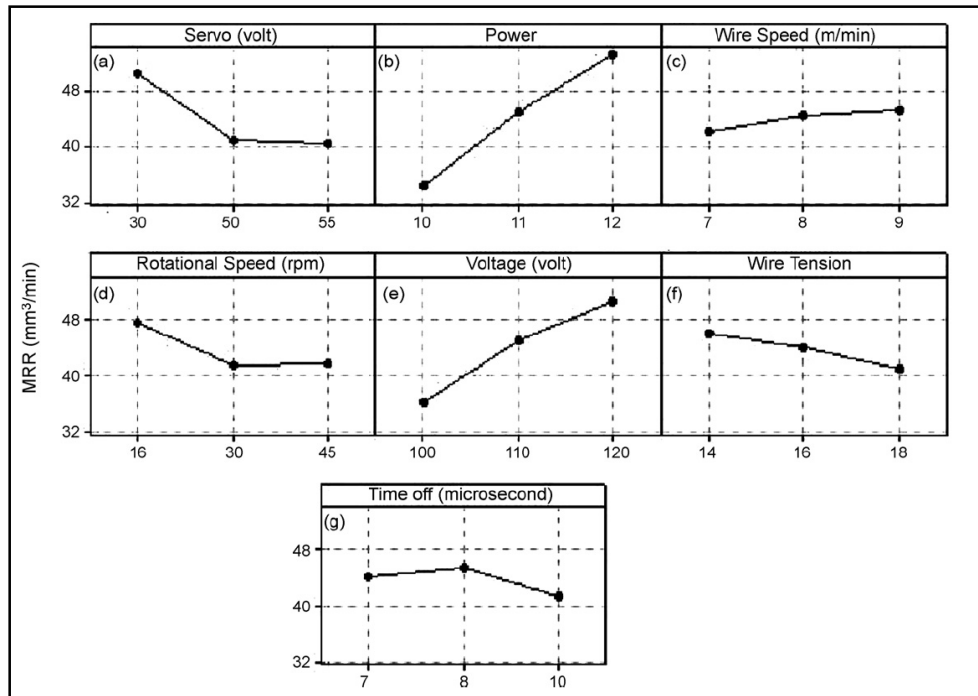 Servo (volt) Power Wire Speed (m/min)
(a) (b) (c)
48
40
32
30 50 55 10 11 12 7 8 9
MRR (mm³/min)
Rotational Speed (rpm) Voltage (volt) Wire Tension
(d) (e) (f)
48
40
32
16 30 45 100 110 120 14 16 18
Time off (microsecond)
(g)
48
40
32
7 8 10